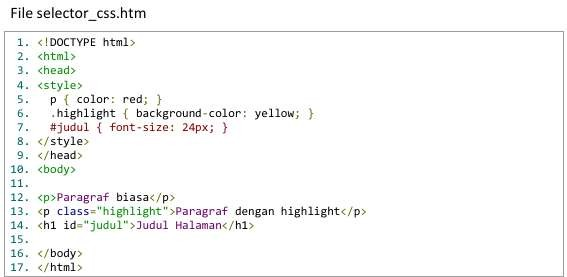 File selector_css.htm
1. <!DOCTYPE html>
2. <html>
3. <head>
4. <style>
5.   p { color: red; }
6.   .highlight { background-color: yellow; }
7.   #judul { font-size: 24px; }
8. </style>
9. </head>
10. <body>
11.
12. <p>Paragraf biasa</p>
13. <p class="highlight">Paragraf dengan highlight</p>
14. <h1 id="judul">Judul Halaman</h1>
15.
16. </body>
17. </html>